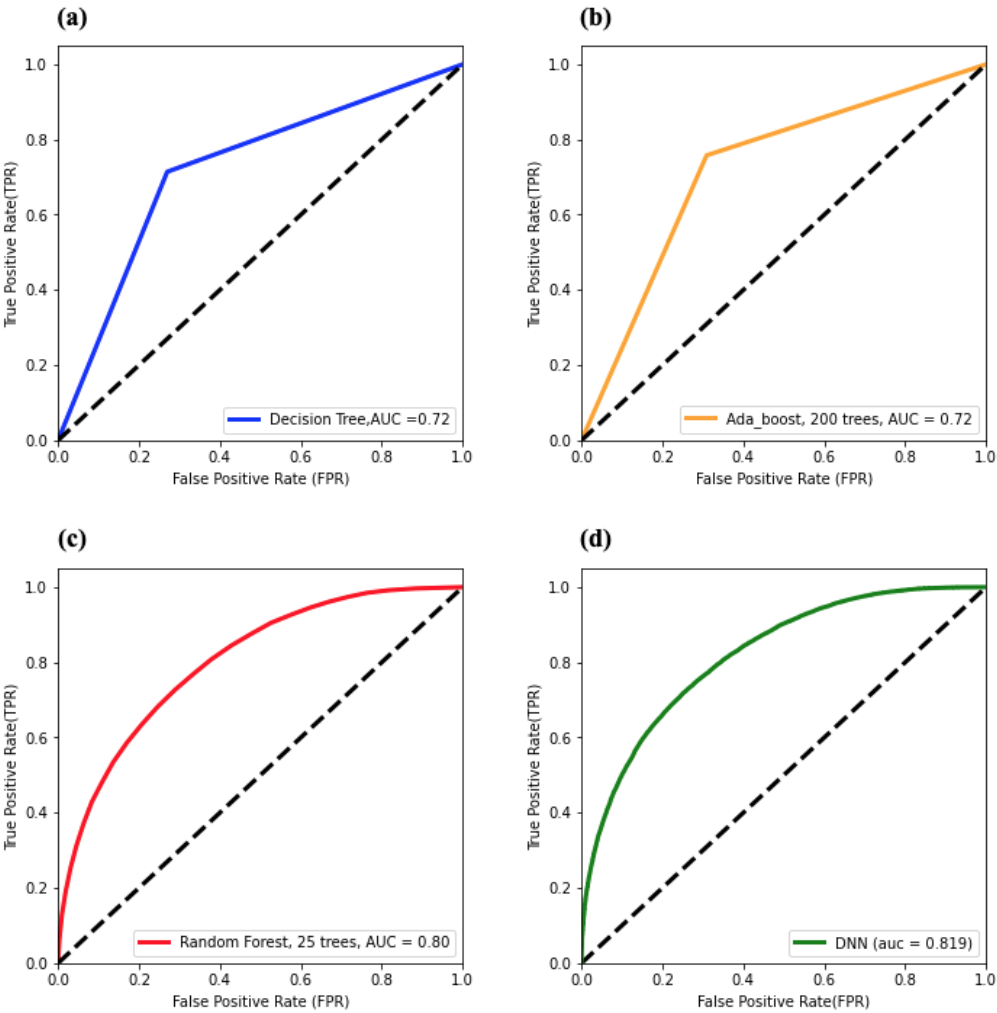 (a)
1.0
0.8
0.6
0.4
0.2
0.0
True Positive Rate(TPR)
Decision Tree,AUC =0.72
0.0 0.2 0.4 0.6 0.8 1.0
False Positive Rate (FPR)
(b)
1.0
0.8
0.6
0.4
0.2
0.0
True Positive Rate(TPR)
Ada_boost, 200 trees, AUC = 0.72
0.0 0.2 0.4 0.6 0.8 1.0
False Positive Rate (FPR)
(c)
1.0
0.8
0.6
0.4
0.2
0.0
True Positive Rate(TPR)
Random Forest, 25 trees, AUC = 0.80
0.0 0.2 0.4 0.6 0.8 1.0
False Positive Rate (FPR)
(d)
1.0
0.8
0.6
0.4
0.2
0.0
True Positive Rate(TPR)
DNN (auc = 0.819)
0.0 0.2 0.4 0.6 0.8 1.0
False Positive Rate(FPR)